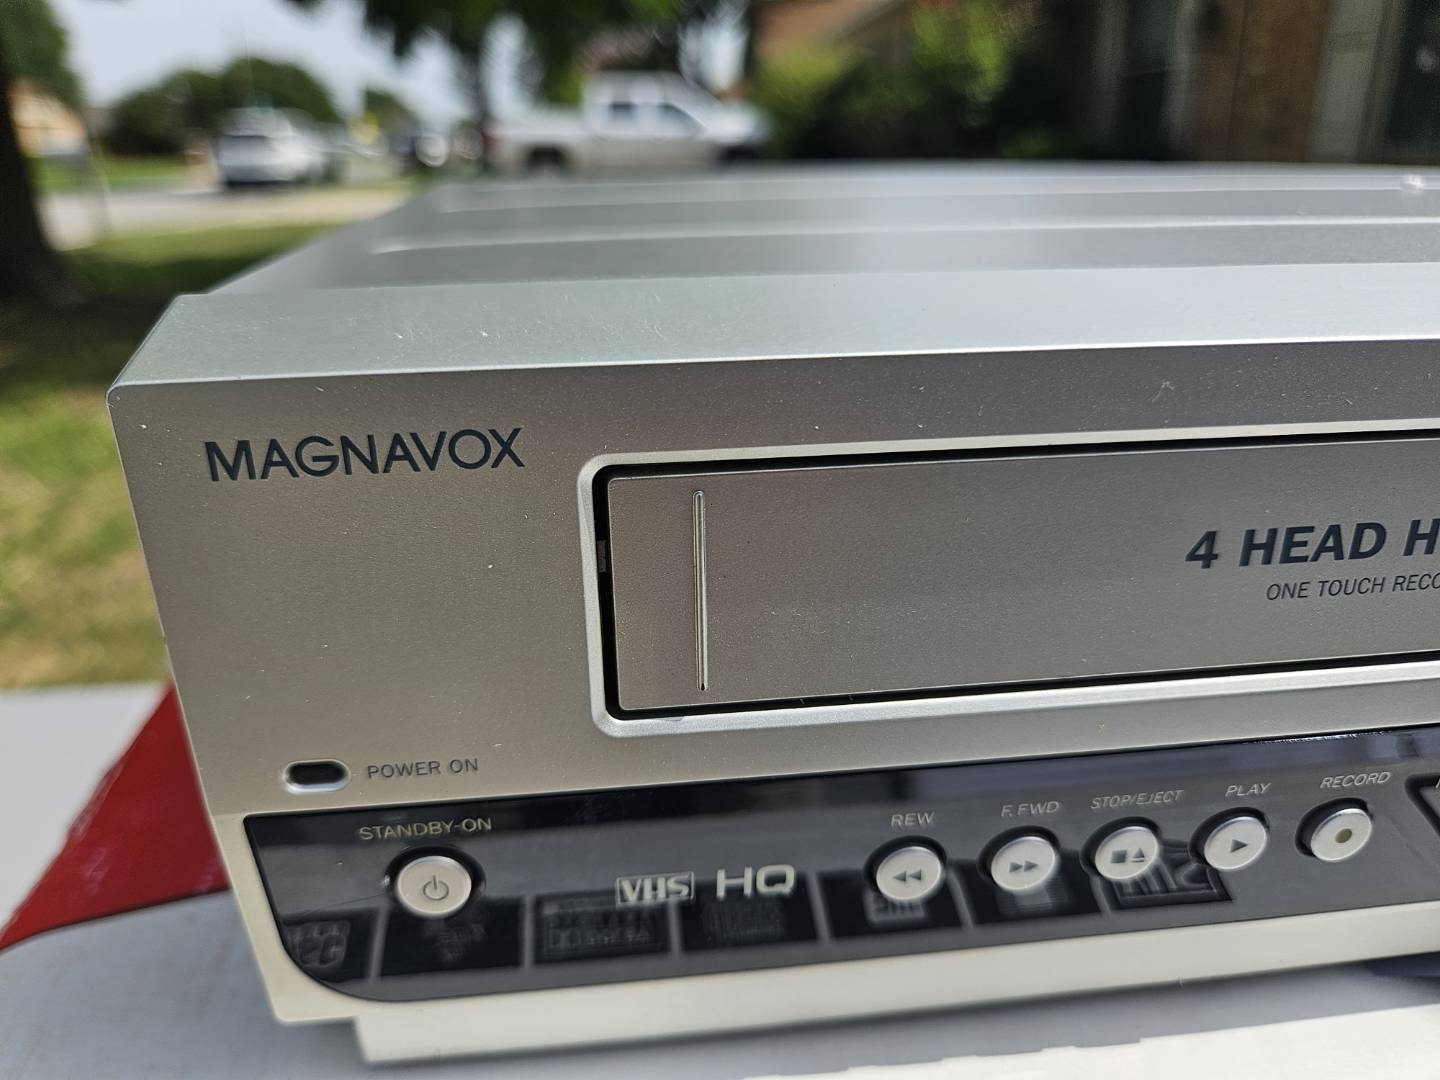 MAGNAVOX
4 HEAD H
ONE TOUCH RECO
POWER ON
STANDBY-ON
VHS HQ
REW
F.FWD
STOP/EJECT
PLAY
RECORD